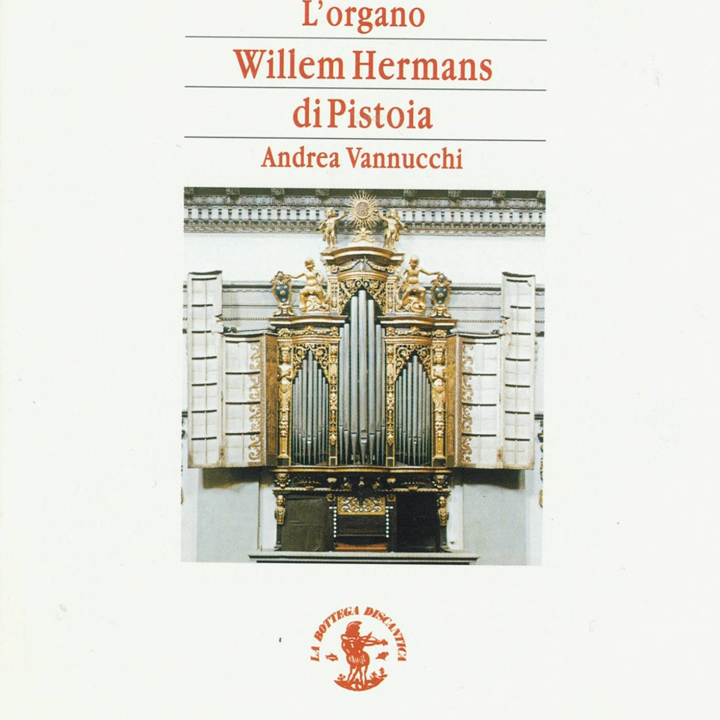 L'organo
Willem Hermans
di Pistoia
Andrea Vannucchi
LA BOTTEGA DISCANTICA